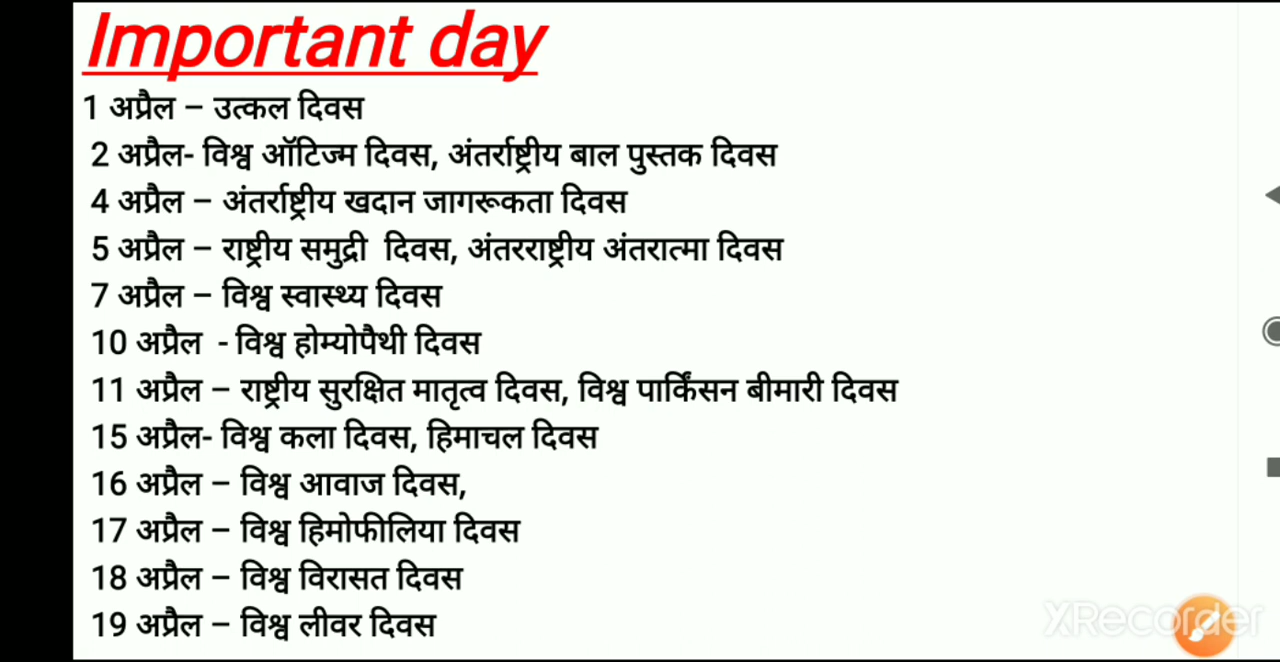 Important day
1 अप्रैल – उत्कल दिवस
2 अप्रैल- विश्व ऑटिज्म दिवस, अंतर्राष्ट्रीय बाल पुस्तक दिवस
4 अप्रैल – अंतर्राष्ट्रीय खदान जागरूकता दिवस
5 अप्रैल – राष्ट्रीय समुद्री दिवस, अंतरराष्ट्रीय अंतरात्मा दिवस
7 अप्रैल – विश्व स्वास्थ्य दिवस
10 अप्रैल - विश्व होम्योपैथी दिवस
11 अप्रैल – राष्ट्रीय सुरक्षित मातृत्व दिवस, विश्व पार्किंसन बीमारी दिवस
15 अप्रैल- विश्व कला दिवस, हिमाचल दिवस
16 अप्रैल – विश्व आवाज दिवस,
17 अप्रैल – विश्व हिमोफीलिया दिवस
18 अप्रैल – विश्व विरासत दिवस
19 अप्रैल – विश्व लीवर दिवस
XRecorder